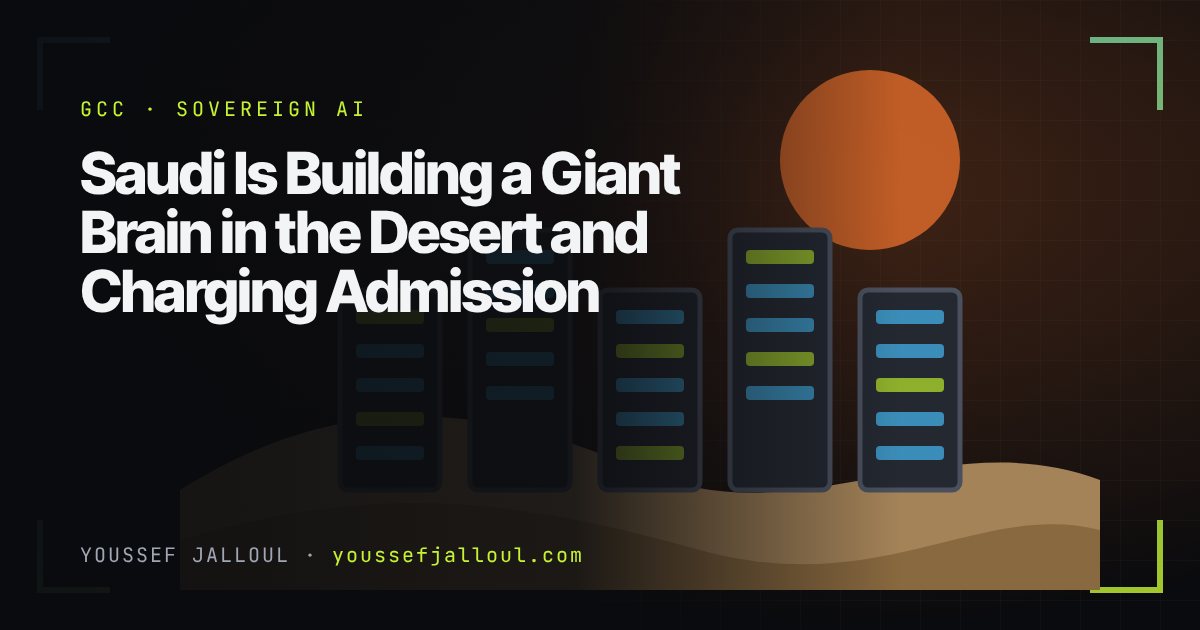 GCC · SOVEREIGN AI
Saudi Is Building a Giant
Brain in the Desert and
Charging Admission
YOUSSEF JALLOUL · youssefjalloul.com